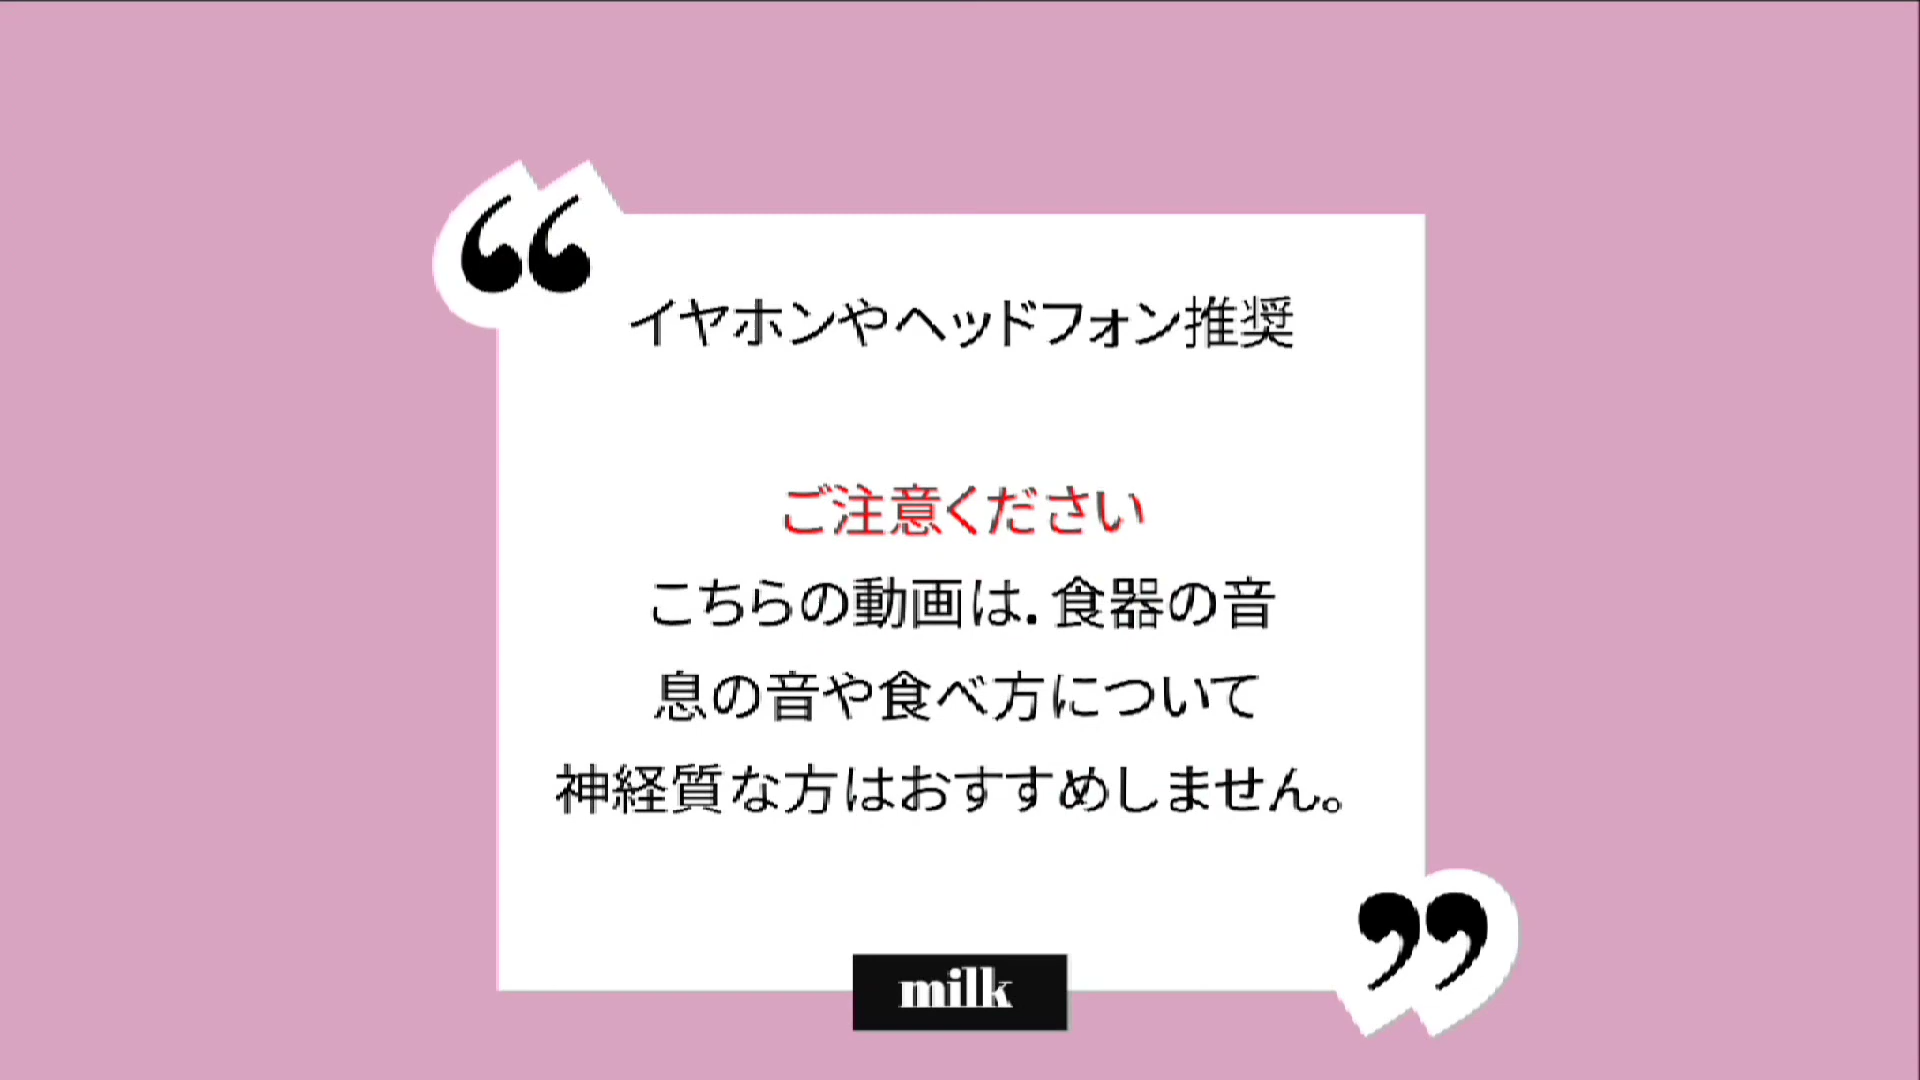 “
イヤホンやヘッドフォン推奨
ご注意ください
こちらの動画は. 食器の音
息の音や食べ方について
神経質な方はおすすめしません。
”
milk